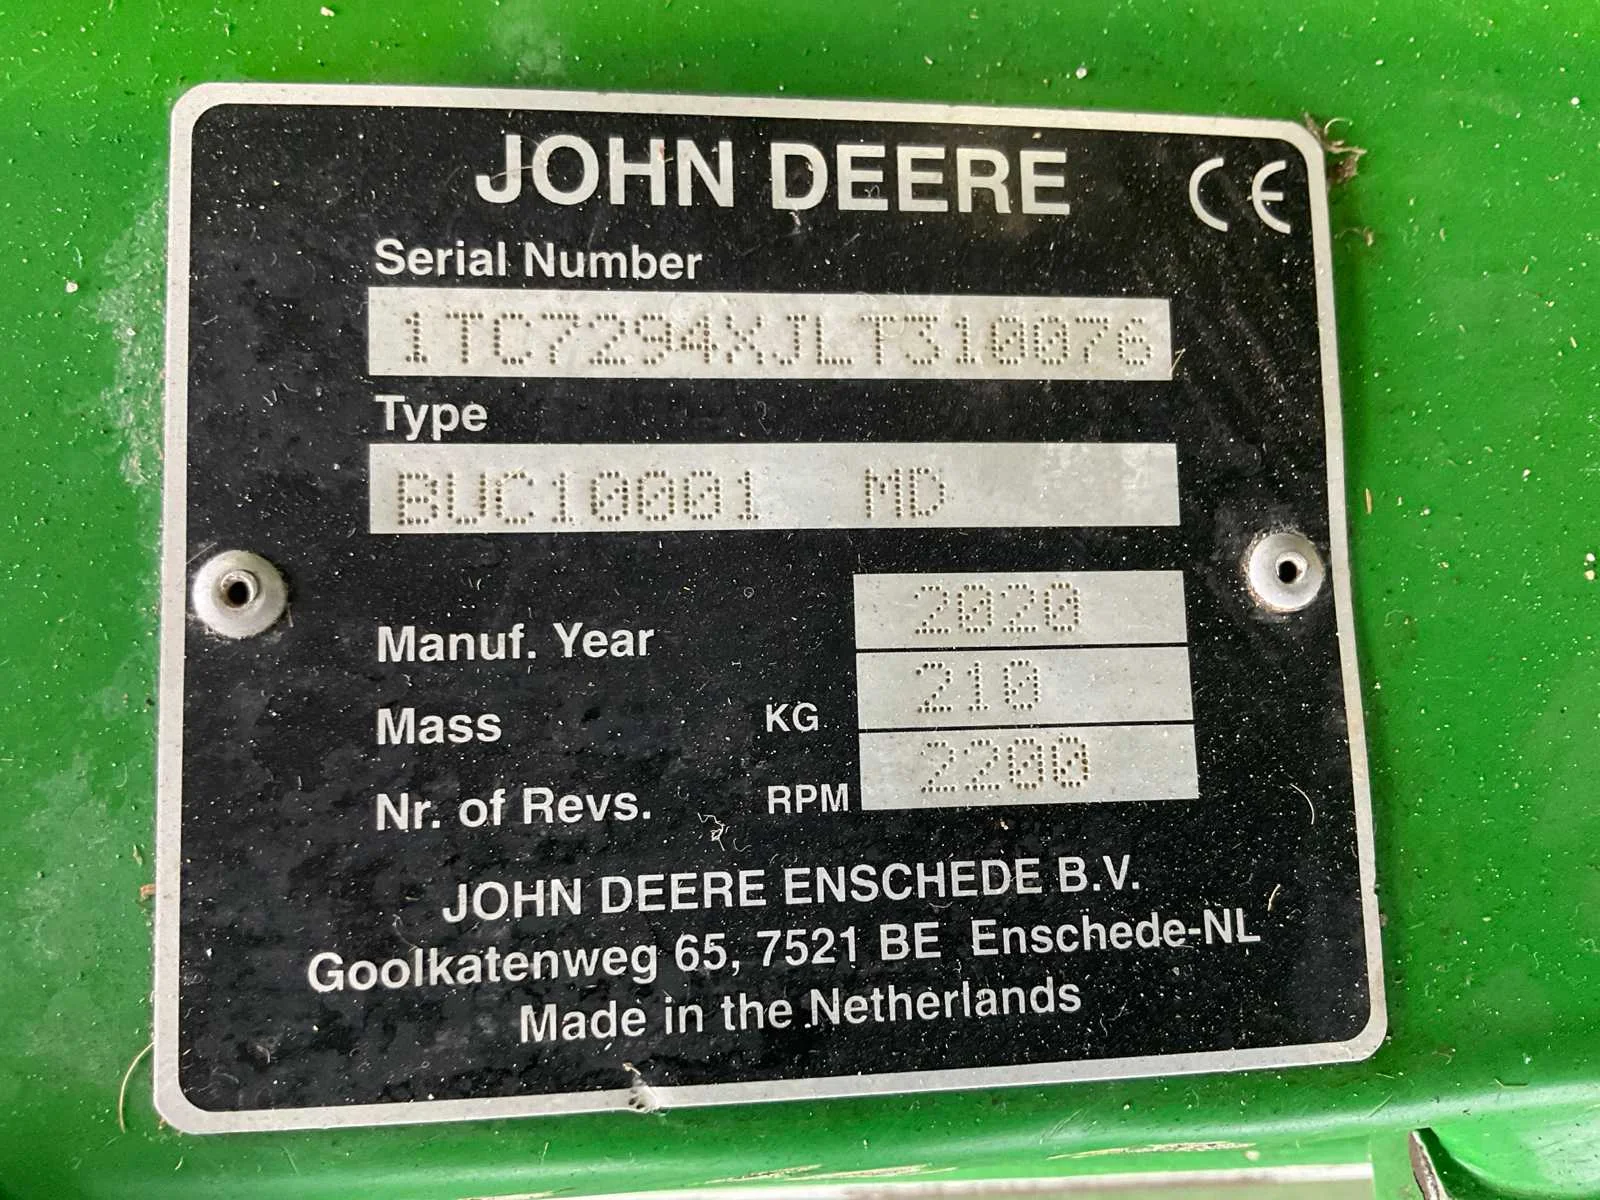 JOHN DEERE CE
Serial Number
1TC7294XJLT310076
Type
BUC10001 MD
Manuf. Year 2020
Mass KG 210
Nr. of Revs. RPM 2200
JOHN DEERE ENSCHEDE B.V.
Goolkatenweg 65, 7521 BE Enschede-NL
Made in the Netherlands